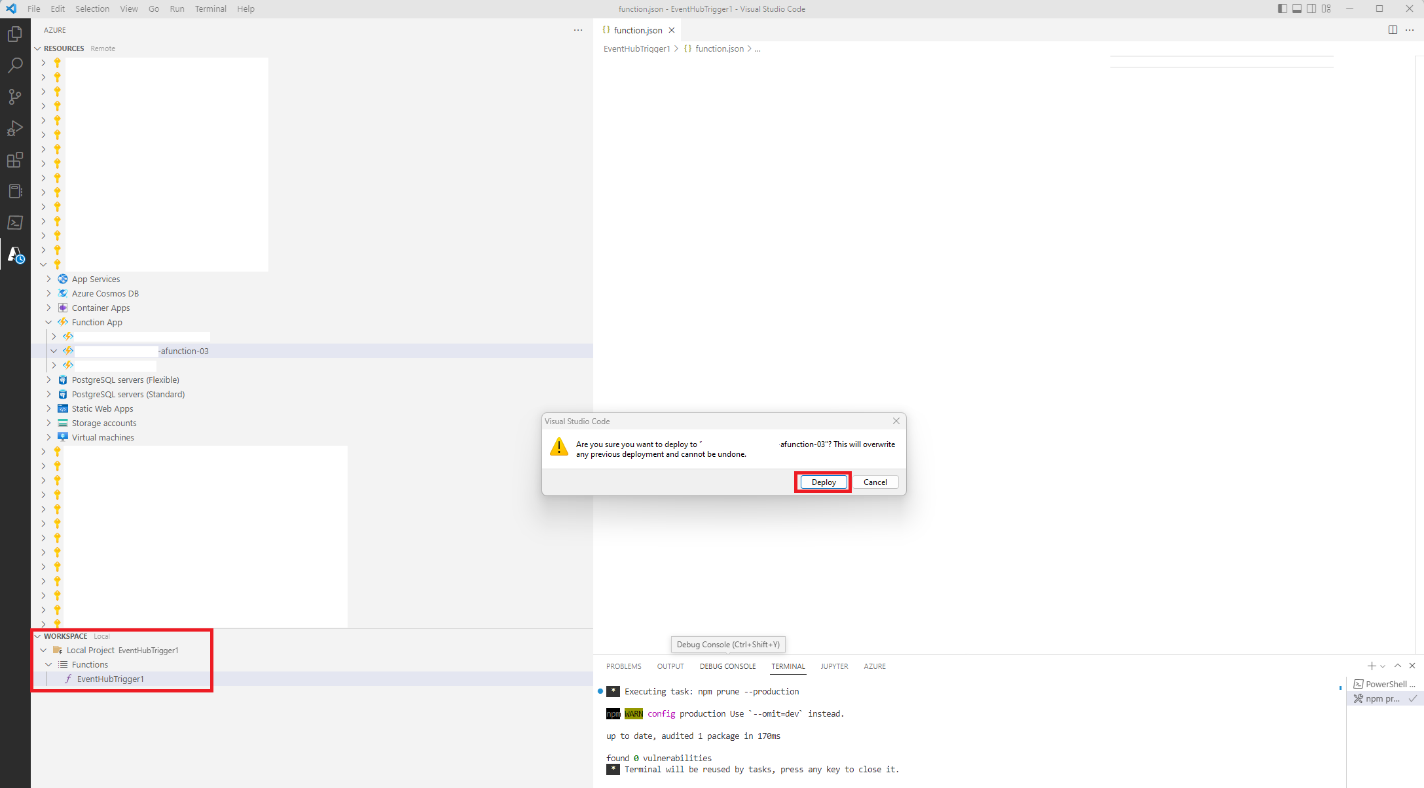 File Edit Selection View Go Run Terminal Help
function.json - EventHubTrigger1 - Visual Studio Code
AZURE
RESOURCES Remote
App Services
Azure Cosmos DB
Container Apps
Function App
-afunction-03
PostgreSQL servers (Flexible)
PostgreSQL servers (Standard)
Static Web Apps
Storage accounts
Virtual machines
WORKSPACE Local
Local Project EventHubTrigger1
Functions
EventHubTrigger1
{} function.json
EventHubTrigger1 > {} function.json > ...
Visual Studio Code
Are you sure you want to deploy to "-afunction-03"? This will overwrite
any previous deployment and cannot be undone.
Deploy
Cancel
Debug Console (Ctrl+Shift+Y)
PROBLEMS OUTPUT DEBUG CONSOLE TERMINAL JUPYTER AZURE
* Executing task: npm prune --production
npm WARN config production Use `--omit=dev` instead.
up to date, audited 1 package in 170ms
found 0 vulnerabilities
* Terminal will be reused by tasks, press any key to close it.
PowerShell ...
npm pr...